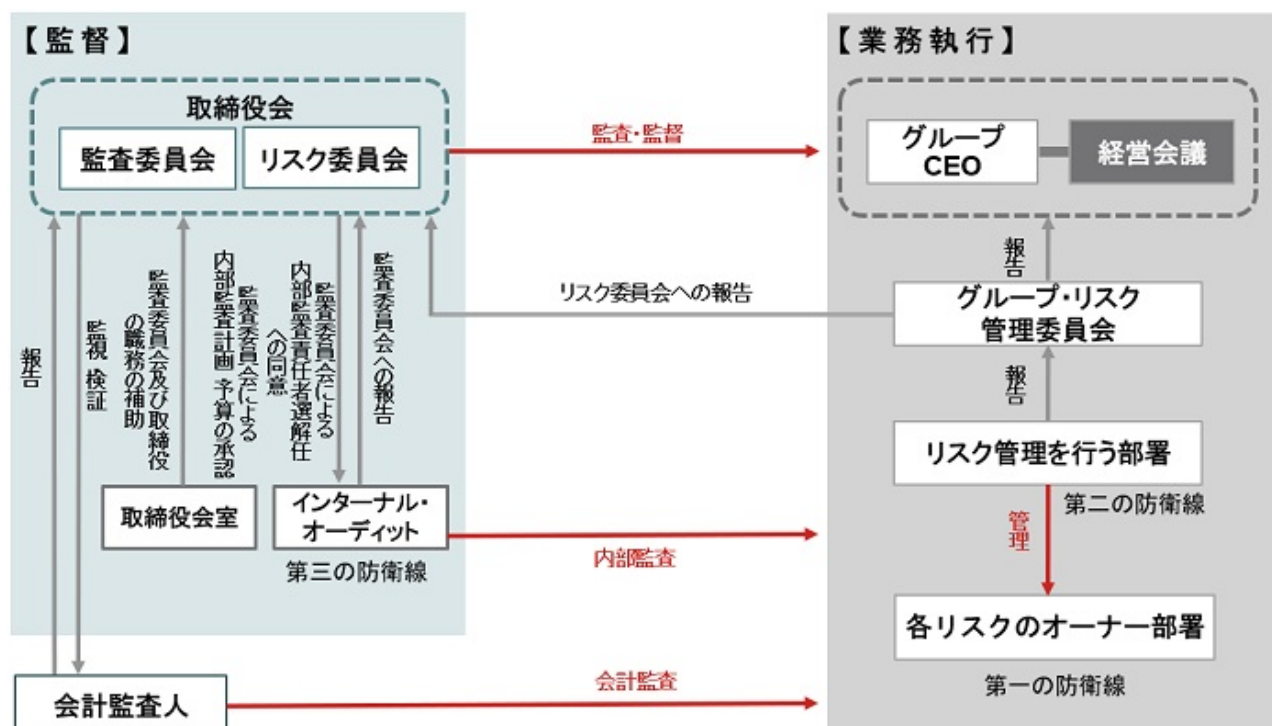 【監督】
取締役会
監査委員会
リスク委員会
監査・監督
【業務執行】
グループ
CEO
経営会議
報告
監視 検証
監査委員会及び取締役
の職務の補助
監査委員会による
内部監査計画 予算の承認
監査委員会による
内部監査責任者選解任
への同意
監査委員会への報告
リスク委員会への報告
報告
グループ・リスク
管理委員会
報告
リスク管理を行う部署
第二の防衛線
管理
取締役会室
インターナル・
オーディット
第三の防衛線
内部監査
各リスクのオーナー部署
第一の防衛線
会計監査人
会計監査